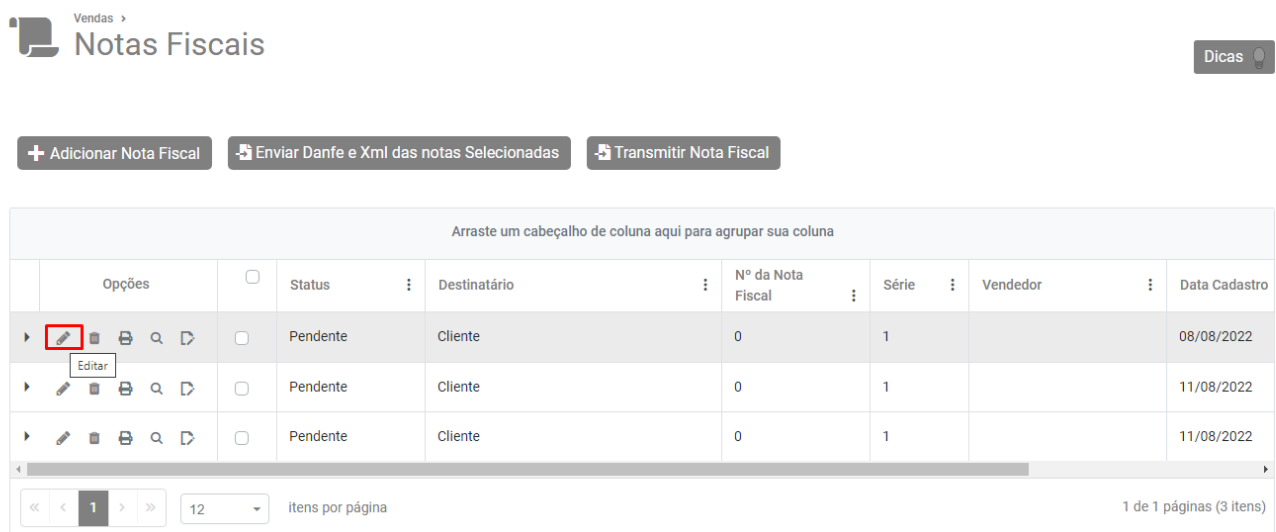 Vendas ›
Notas Fiscais
Dicas
Adicionar Nota Fiscal
Enviar Danfe e Xml das notas Selecionadas
Transmitir Nota Fiscal
Arraste um cabeçalho de coluna aqui para agrupar sua coluna
Opções Status Destinatário Nº da Nota Fiscal Série Vendedor Data Cadastro
Pendente Cliente 0 1 08/08/2022
Editar
Pendente Cliente 0 1 11/08/2022
Pendente Cliente 0 1 11/08/2022
1 12 itens por página 1 de 1 páginas (3 itens)